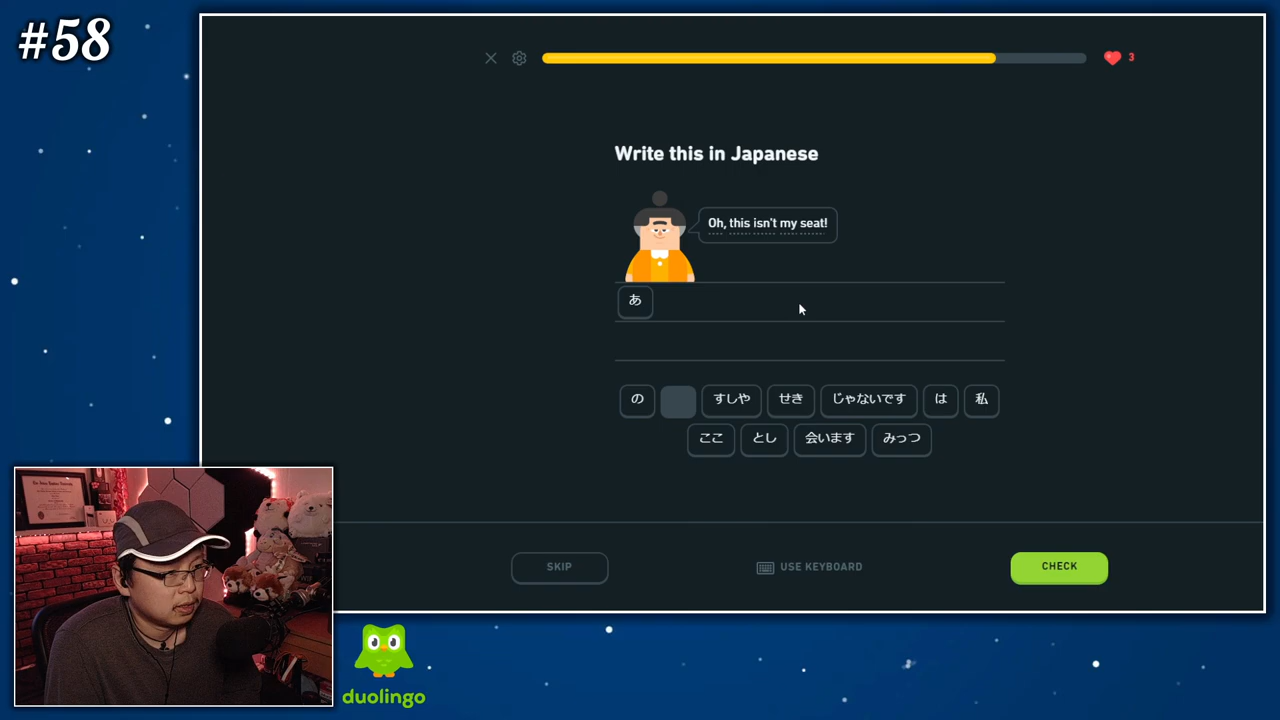 #58
3
Write this in Japanese
Oh, this isn't my seat!
あ
の すしや せき じゃないです は 私
ここ とし 会います みっつ
SKIP
USE KEYBOARD
CHECK
duolingo